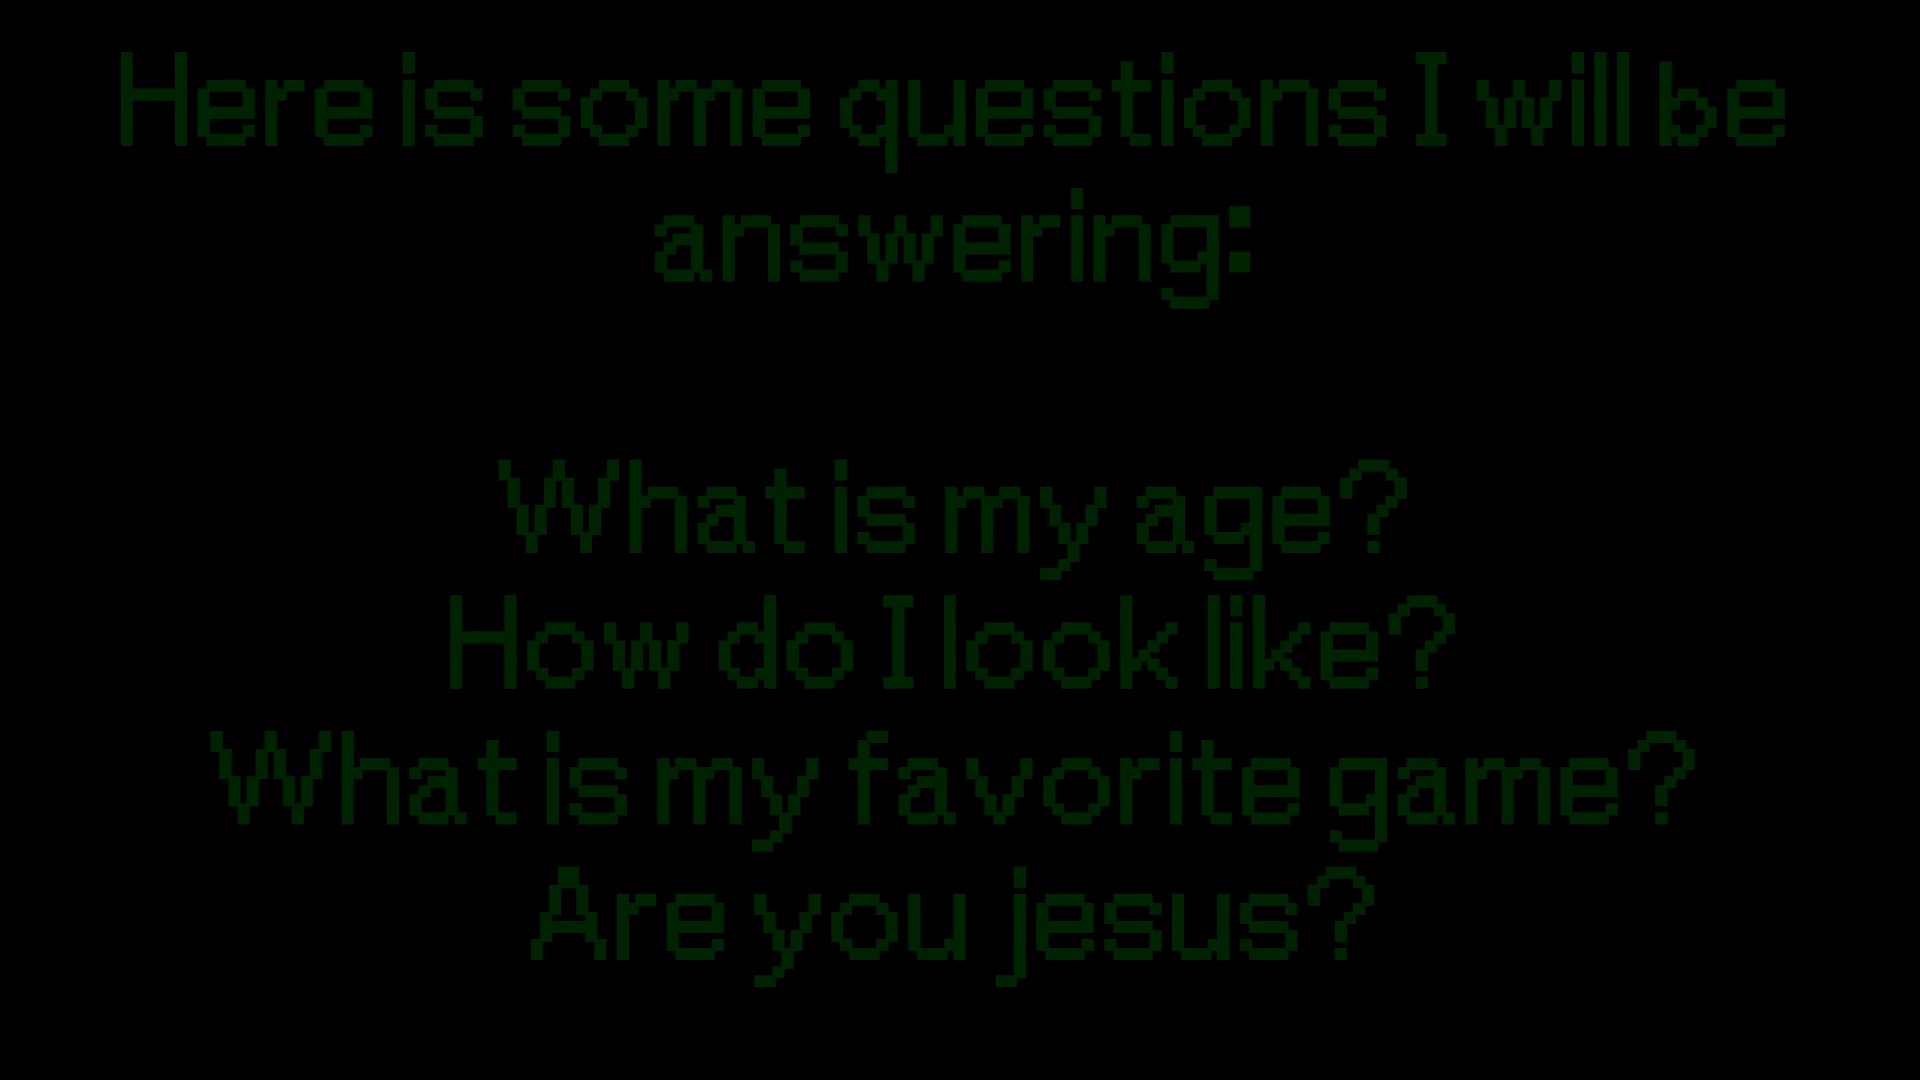 Here is some questions I will be
answering:
What is my age?
How do I look like?
What is my favorite game?
Are you jesus?